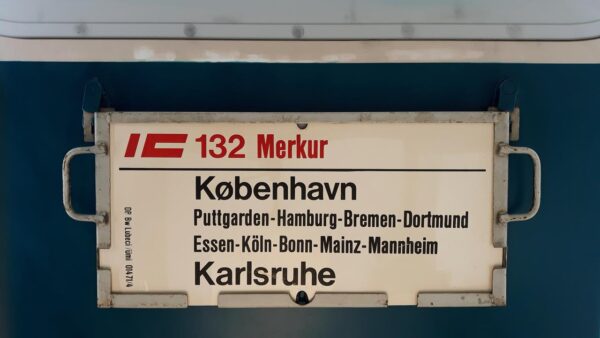 IC 132 Merkur
København
Puttgarden-Hamburg-Bremen-Dortmund
Essen-Köln-Bonn-Mainz-Mannheim
Karlsruhe